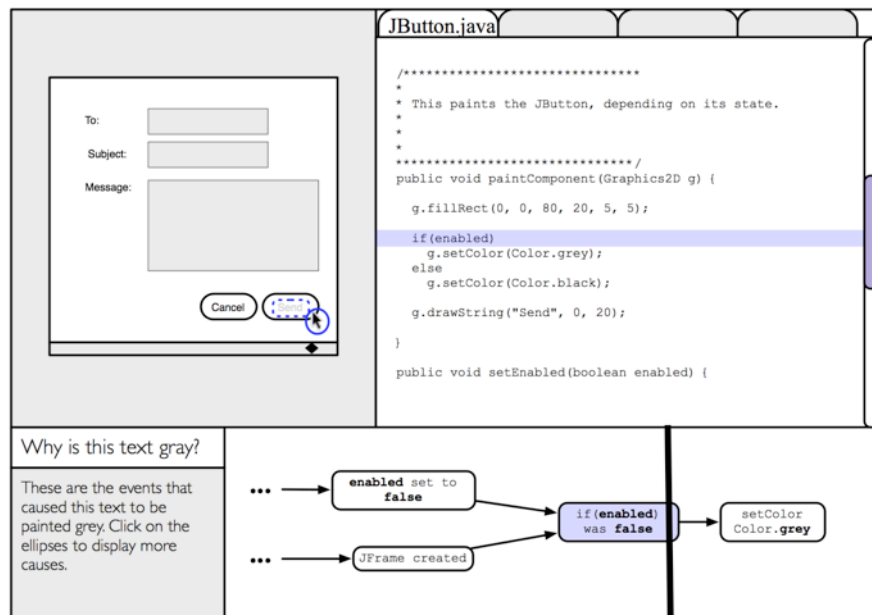 JButton.java
To:
Subject:
Message:
Cancel
Send
/*******************************
*
* This paints the JButton, depending on its state.
*
*
*
*******************************/
public void paintComponent(Graphics2D g) {
g.fillRect(0, 0, 80, 20, 5, 5);
if(enabled)
g.setColor(Color.grey);
else
g.setColor(Color.black);
g.drawString("Send", 0, 20);
}
public void setEnabled(boolean enabled) {
Why is this text gray?
These are the events that
caused this text to be
painted grey. Click on the
ellipses to display more
causes.
...
enabled set to
false
...
JFrame created
if(enabled)
was false
setColor
Color.grey